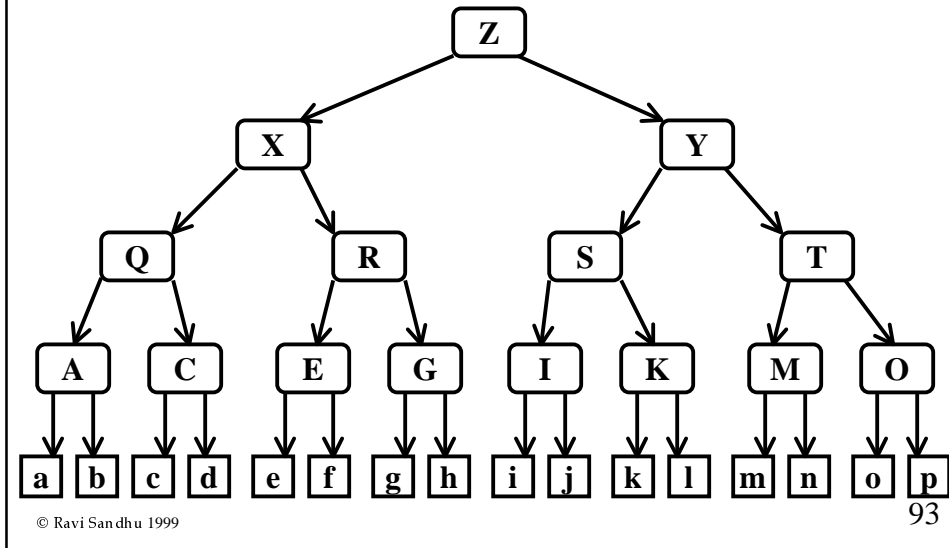 Z
X Y
Q R S T
A C E G I K M O
a b c d e f g h i j k l m n o p
© Ravi Sandhu 1999 93